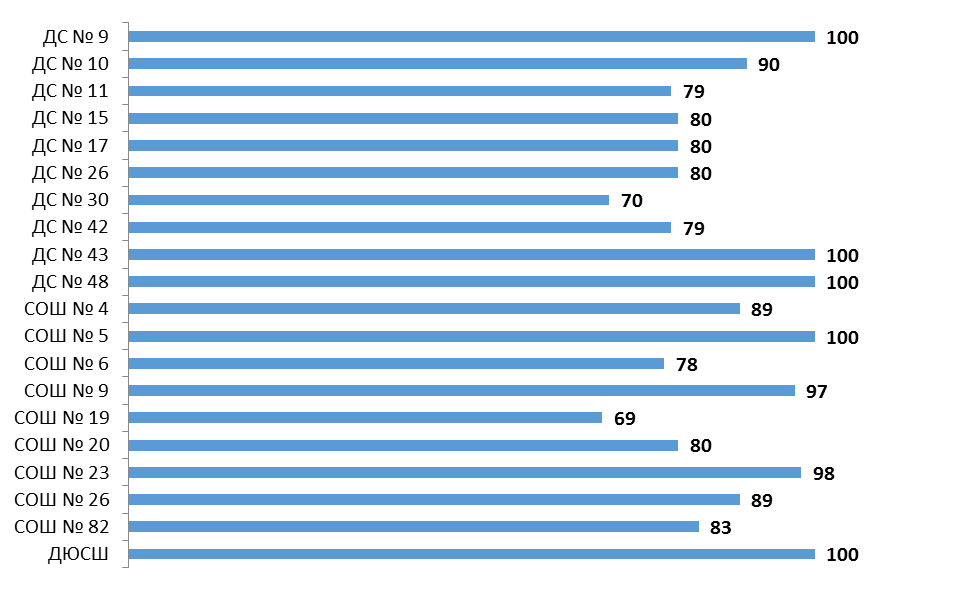 ДС № 9 100
ДС № 10 90
ДС № 11 79
ДС № 15 80
ДС № 17 80
ДС № 26 80
ДС № 30 70
ДС № 42 79
ДС № 43 100
ДС № 48 100
СОШ № 4 89
СОШ № 5 100
СОШ № 6 78
СОШ № 9 97
СОШ № 19 69
СОШ № 20 80
СОШ № 23 98
СОШ № 26 89
СОШ № 82 83
ДЮСШ 100